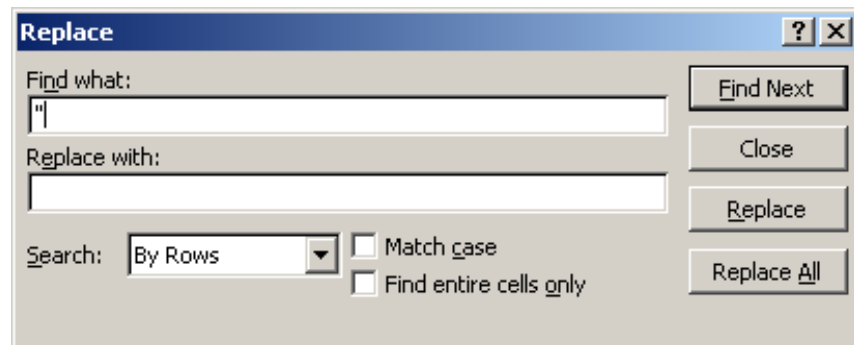 Replace
Find what:
"
Find Next
Close
Replace with:
Replace
Search: By Rows
Match case
Find entire cells only
Replace All